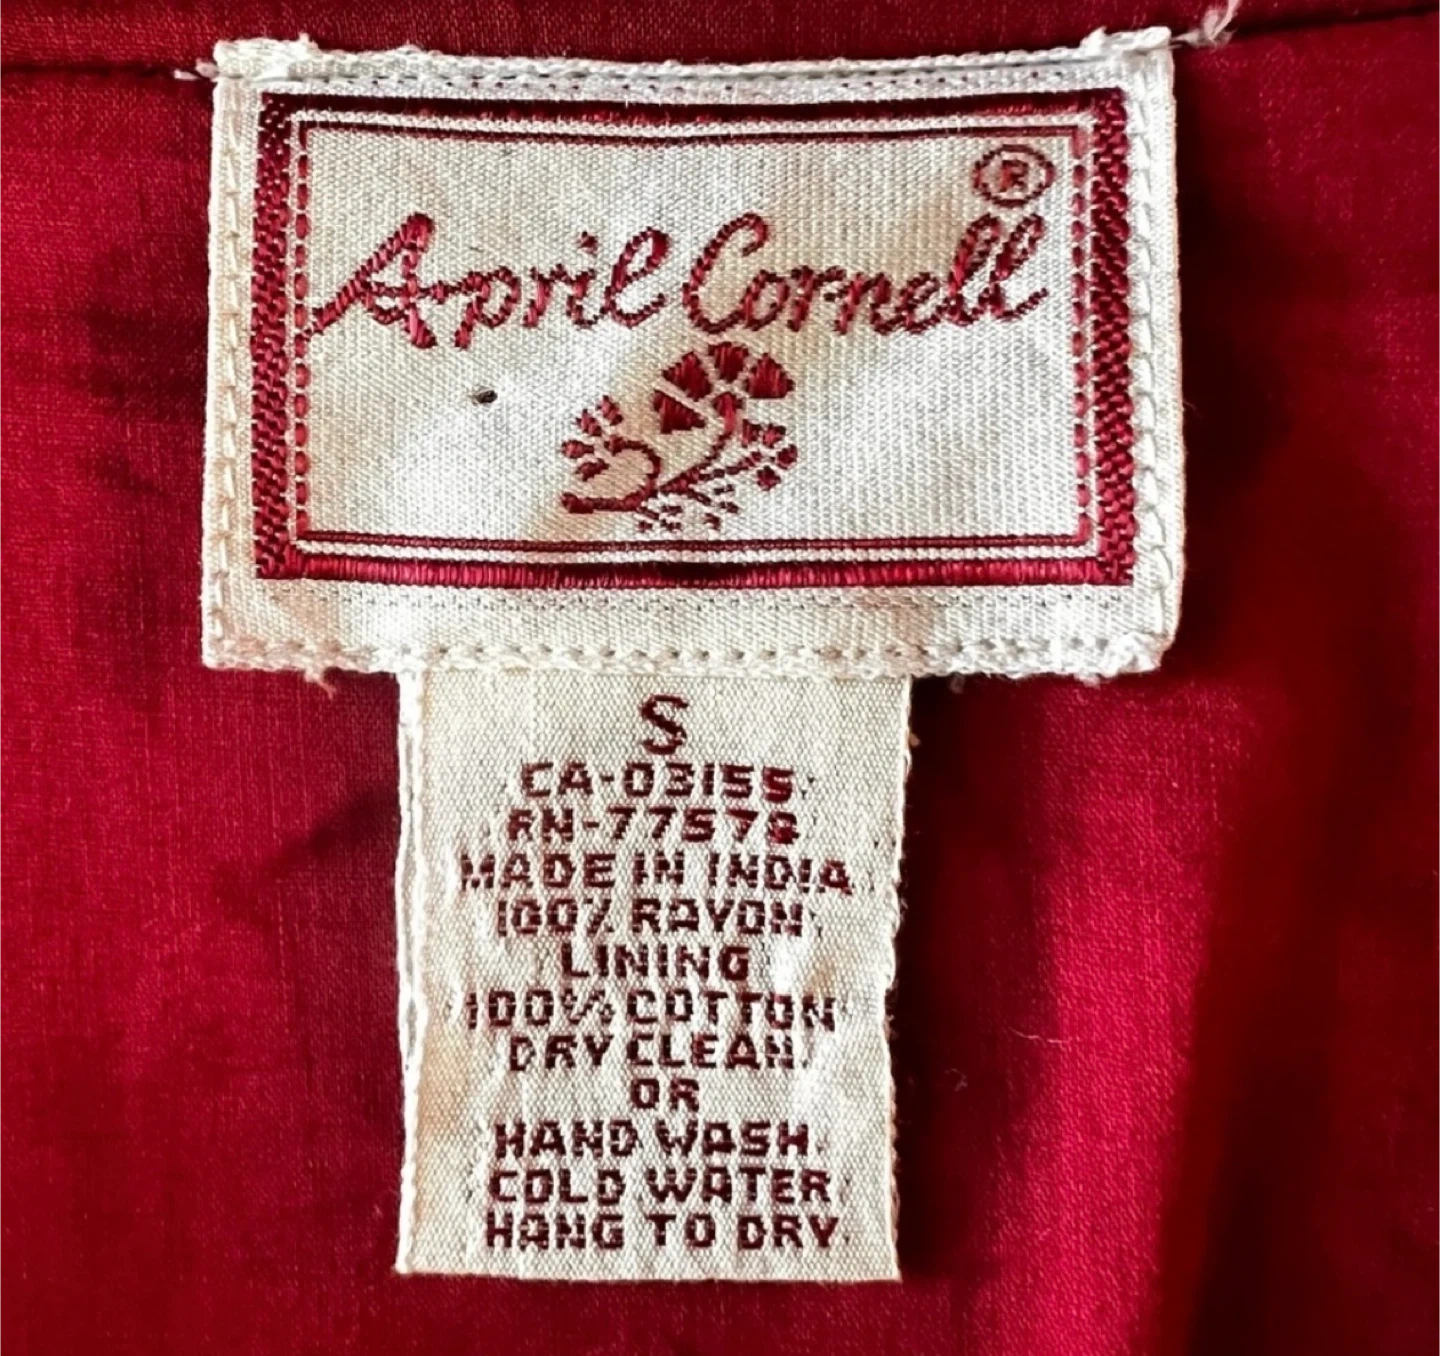 April Cornell ®
S
CA-03155
RN-77578
MADE IN INDIA
100% RAYON
LINING
100% COTTON
DRY CLEAN
OR
HAND WASH
COLD WATER
HANG TO DRY